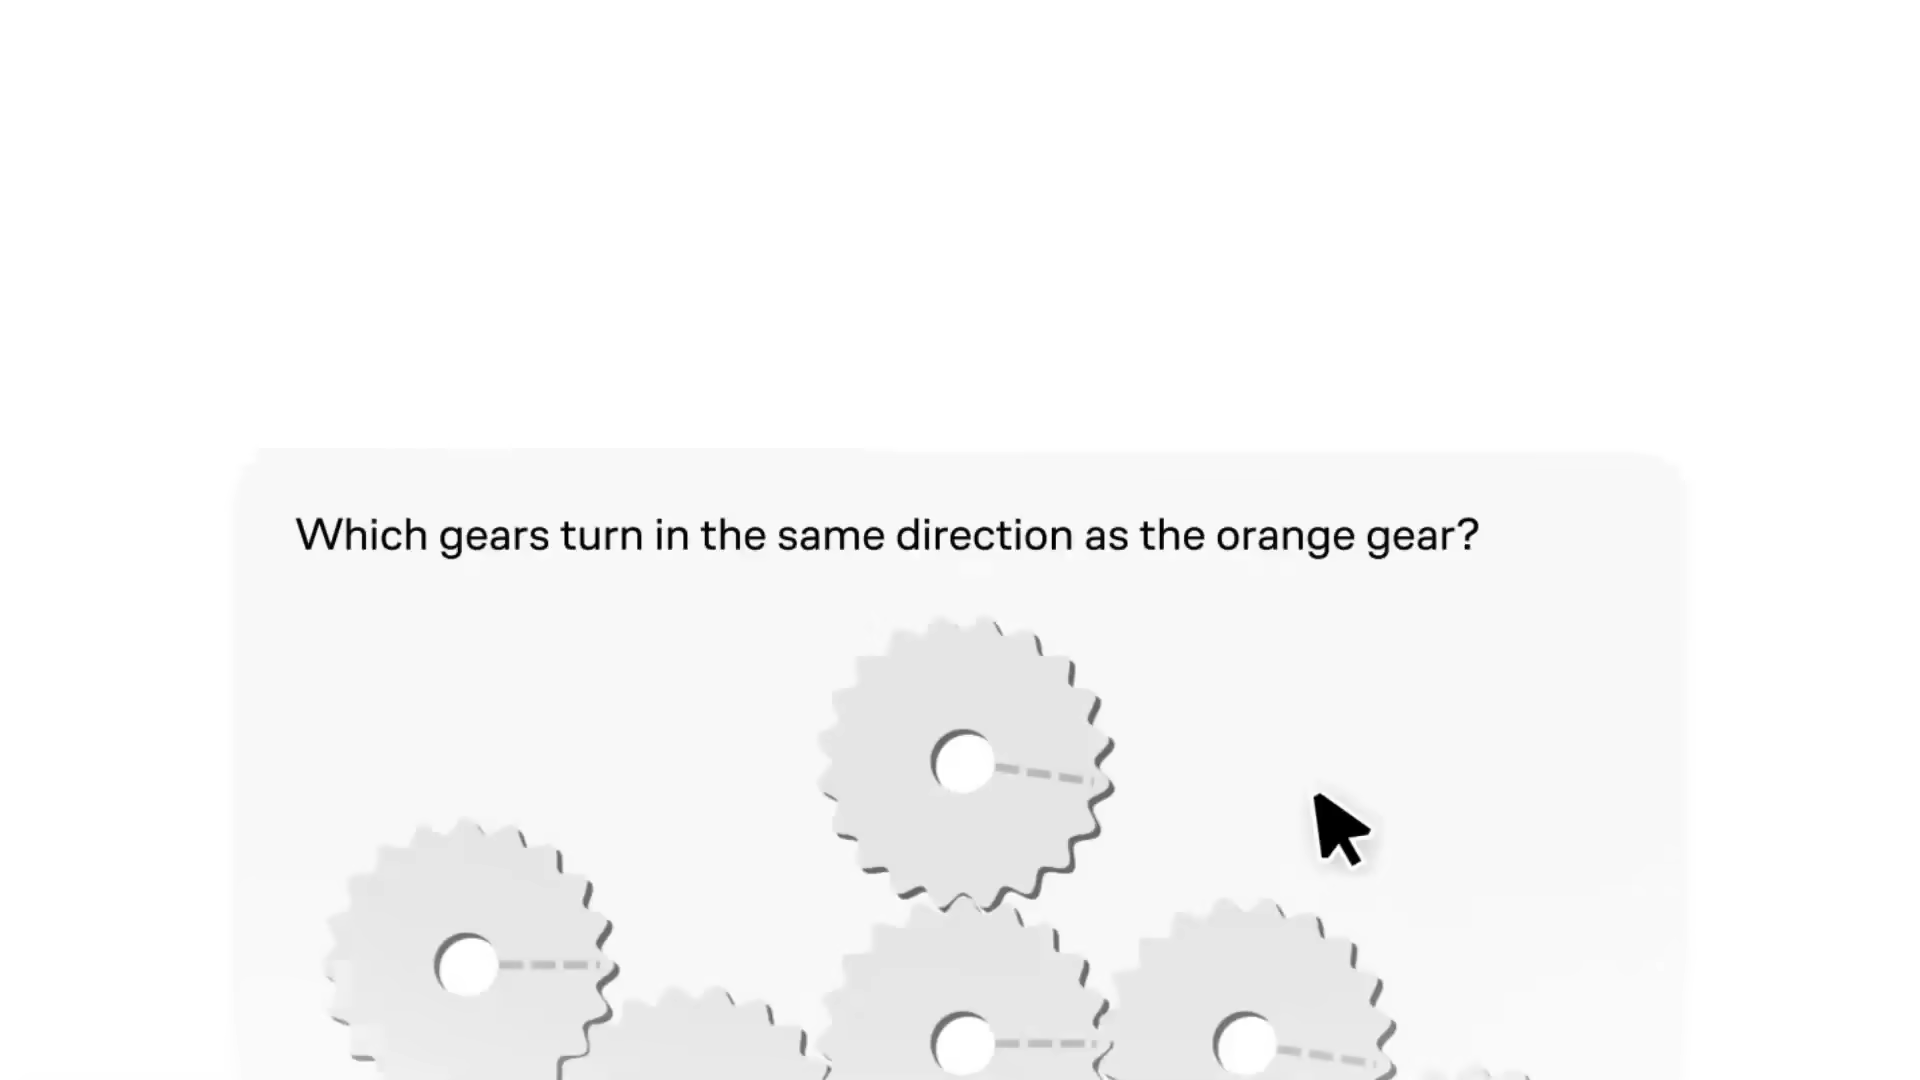 Which gears turn in the same direction as the orange gear?